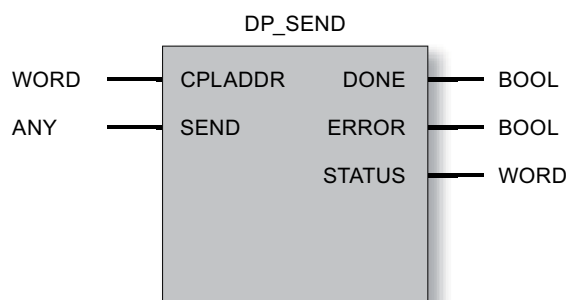 DP_SEND
WORD CPLADDR DONE BOOL
ANY SEND ERROR BOOL
STATUS WORD